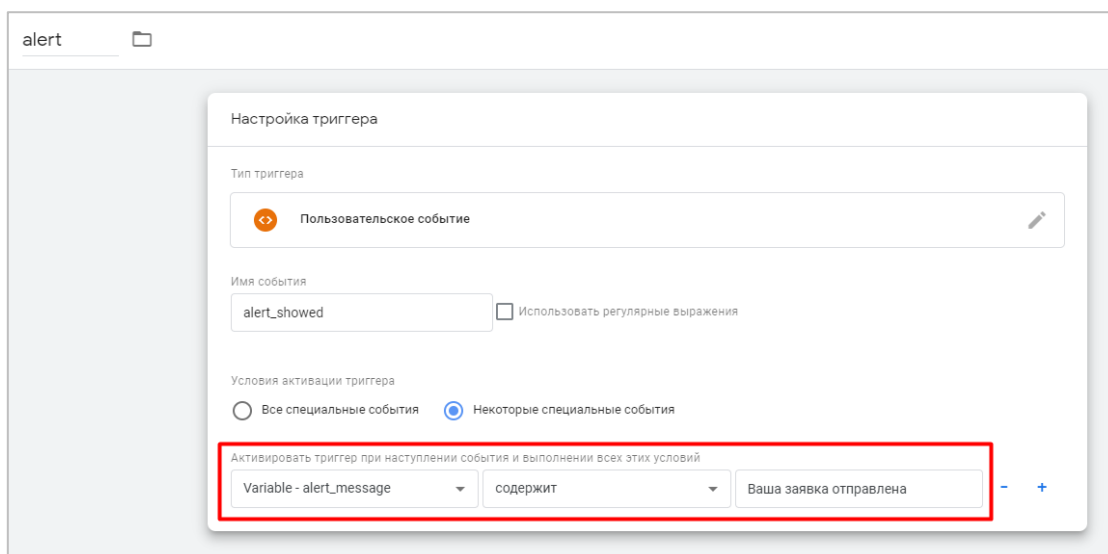 alert
Настройка триггера
Тип триггера
Пользовательское событие
Имя события
alert_showed
Использовать регулярные выражения
Условия активации триггера
Все специальные события Некоторые специальные события
Активировать триггер при наступлении события и выполнении всех этих условий
Variable - alert_message содержит Ваша заявка отправлена - +